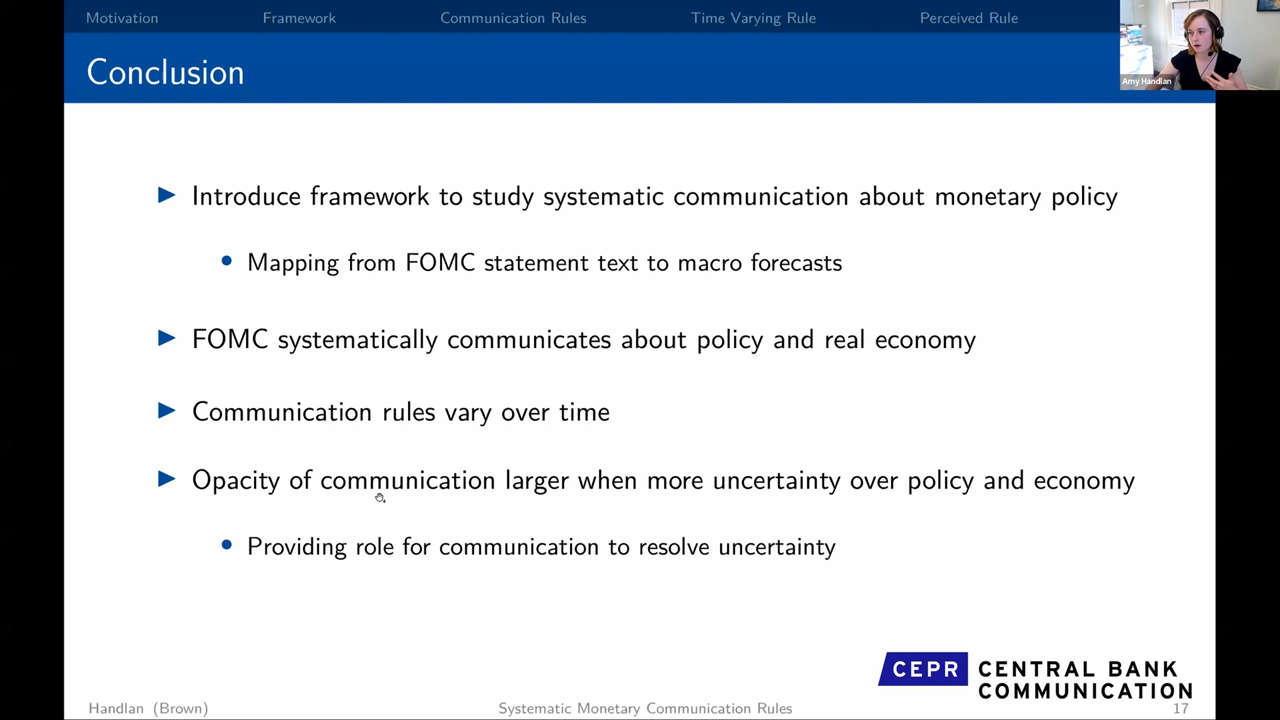 Motivation Framework Communication Rules Time Varying Rule Perceived Rule
Amy Handlan
Conclusion
Introduce framework to study systematic communication about monetary policy
Mapping from FOMC statement text to macro forecasts
FOMC systematically communicates about policy and real economy
Communication rules vary over time
Opacity of communication larger when more uncertainty over policy and economy
Providing role for communication to resolve uncertainty
CEPR CENTRAL BANK
COMMUNICATION
Handlan (Brown) Systematic Monetary Communication Rules 17